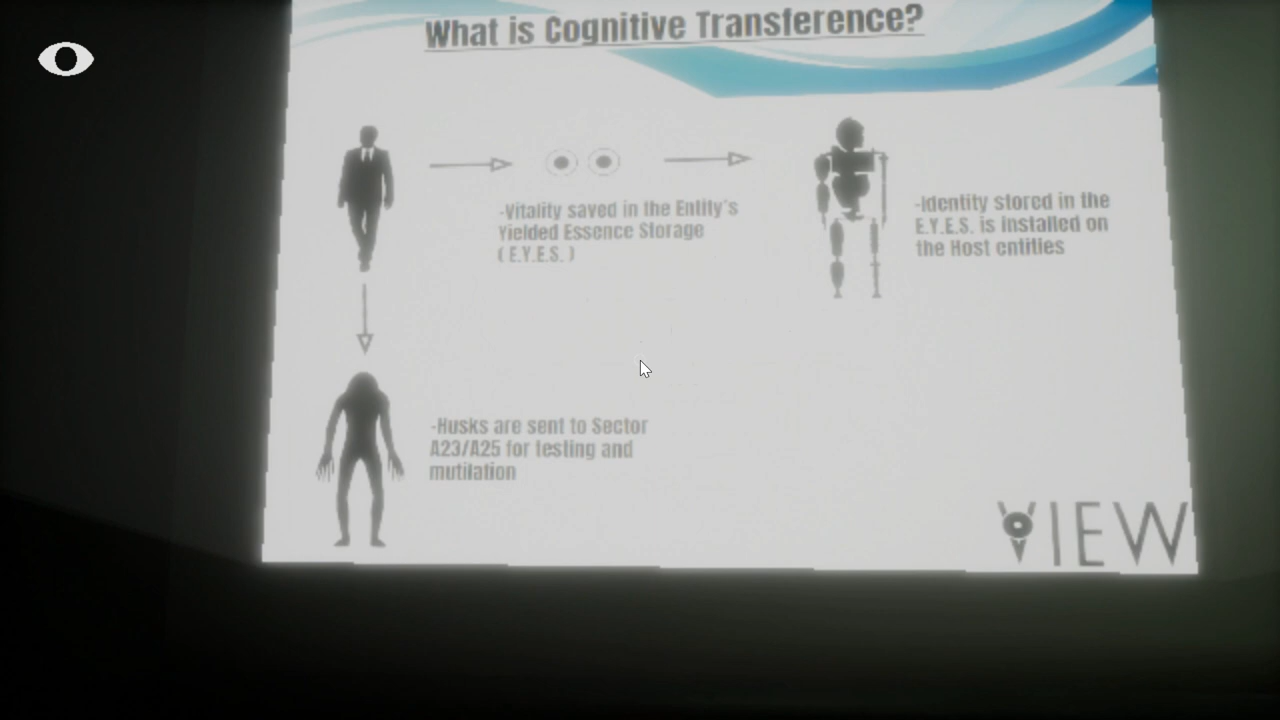 What is Cognitive Transference?
-Vitality saved in the Entity's
Yielded Essence Storage
( E.Y.E.S. )
-Identity stored in the
E.Y.E.S. is installed on
the Host entities
-Husks are sent to Sector
A23/A25 for testing and
mutilation
VIEW